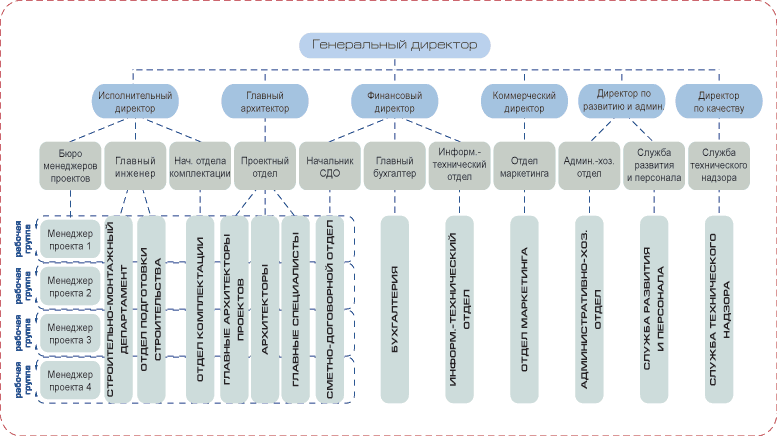 Генеральный директор
Исполнительный
директор
Главный
архитектор
Финансовый
директор
Коммерческий
директор
Директор по
развитию и админ.
Директор
по качеству
Бюро
менеджеров
проектов
Главный
инженер
Нач. отдела
комплектации
Проектный
отдел
Начальник
СДО
Главный
бухгалтер
Информ.-
технический
отдел
Отдел
маркетинга
Админ.-хоз.
отдел
Служба
развития
и персонала
Служба
технического
надзора
рабочая
группа
Менеджер
проекта 1
рабочая
группа
Менеджер
проекта 2
рабочая
группа
Менеджер
проекта 3
рабочая
группа
Менеджер
проекта 4
СТРОИТЕЛЬНО-МОНТАЖНЫЙ
ДЕПАРТАМЕНТ
ОТДЕЛ ПОДГОТОВКИ
СТРОИТЕЛЬСТВА
ОТДЕЛ КОМПЛЕКТАЦИИ
ГЛАВНЫЕ АРХИТЕКТОРЫ
ПРОЕКТОВ
АРХИТЕКТОРЫ
ГЛАВНЫЕ СПЕЦИАЛИСТЫ
СМЕТНО-ДОГОВОРНОЙ ОТДЕЛ
БУХГАЛТЕРИЯ
ИНФОРМ.-ТЕХНИЧЕСКИЙ
ОТДЕЛ
ОТДЕЛ МАРКЕТИНГА
АДМИНИСТРАТИВНО-ХОЗ.
ОТДЕЛ
СЛУЖБА РАЗВИТИЯ
И ПЕРСОНАЛА
СЛУЖБА ТЕХНИЧЕСКОГО
НАДЗОРА